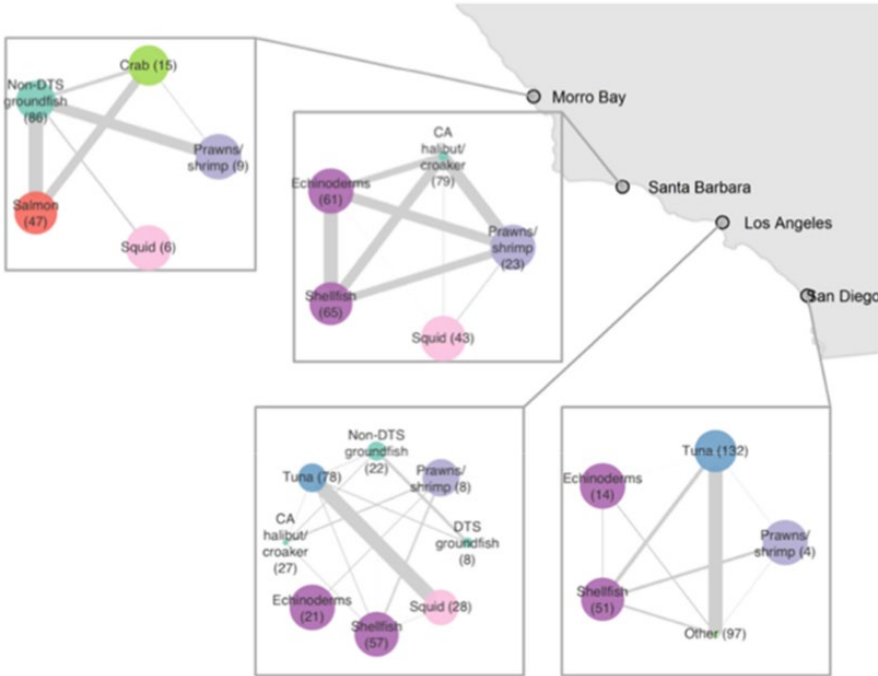 Crab (15)
Non-DTS
groundfish
(86)
Prawns/
shrimp (9)
Salmon
(47)
Squid (6)
Morro Bay
CA
halibut/
croaker
(79)
Echinoderms
(61)
Prawns/
shrimp
(23)
Shellfish
(65)
Squid (43)
Santa Barbara
Los Angeles
San Diego
Non-DTS
groundfish
(22)
Tuna (78)
Prawns/
shrimp (8)
CA
halibut/
croaker
(27)
DTS
groundfish
(8)
Echinoderms
(21)
Squid (28)
Shellfish
(57)
Tuna (132)
Echinoderms
(14)
Prawns/
shrimp (4)
Shellfish
(51)
Other (97)